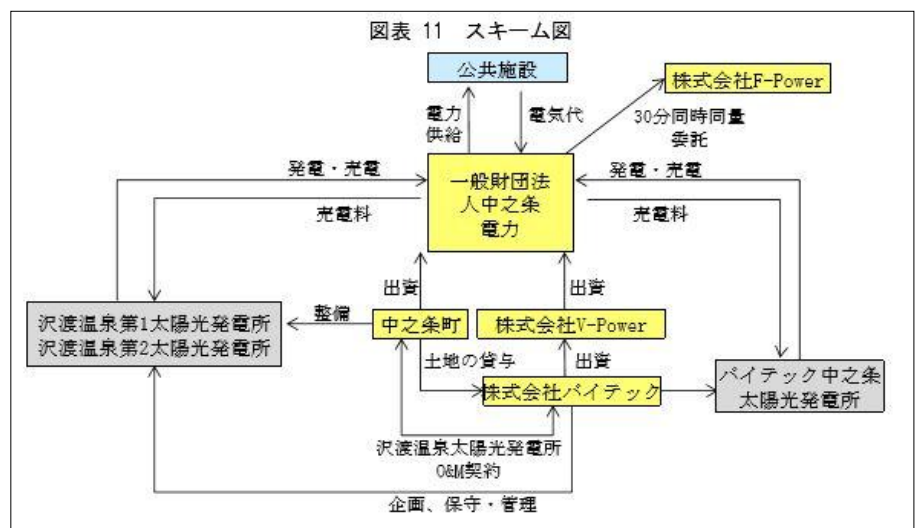 図表 11 スキーム図
公共施設
株式会社F-Power
電力
供給
電気代
30分同時同量
委託
発電・売電
一般財団法
人中之条
電力
発電・売電
売電料
売電料
出資
出資
沢渡温泉第1太陽光発電所
沢渡温泉第2太陽光発電所
整備
中之条町
株式会社V-Power
土地の貸与
出資
株式会社バイテック
バイテック中之条
太陽光発電所
沢渡温泉太陽光発電所
O&M契約
企画、保守・管理